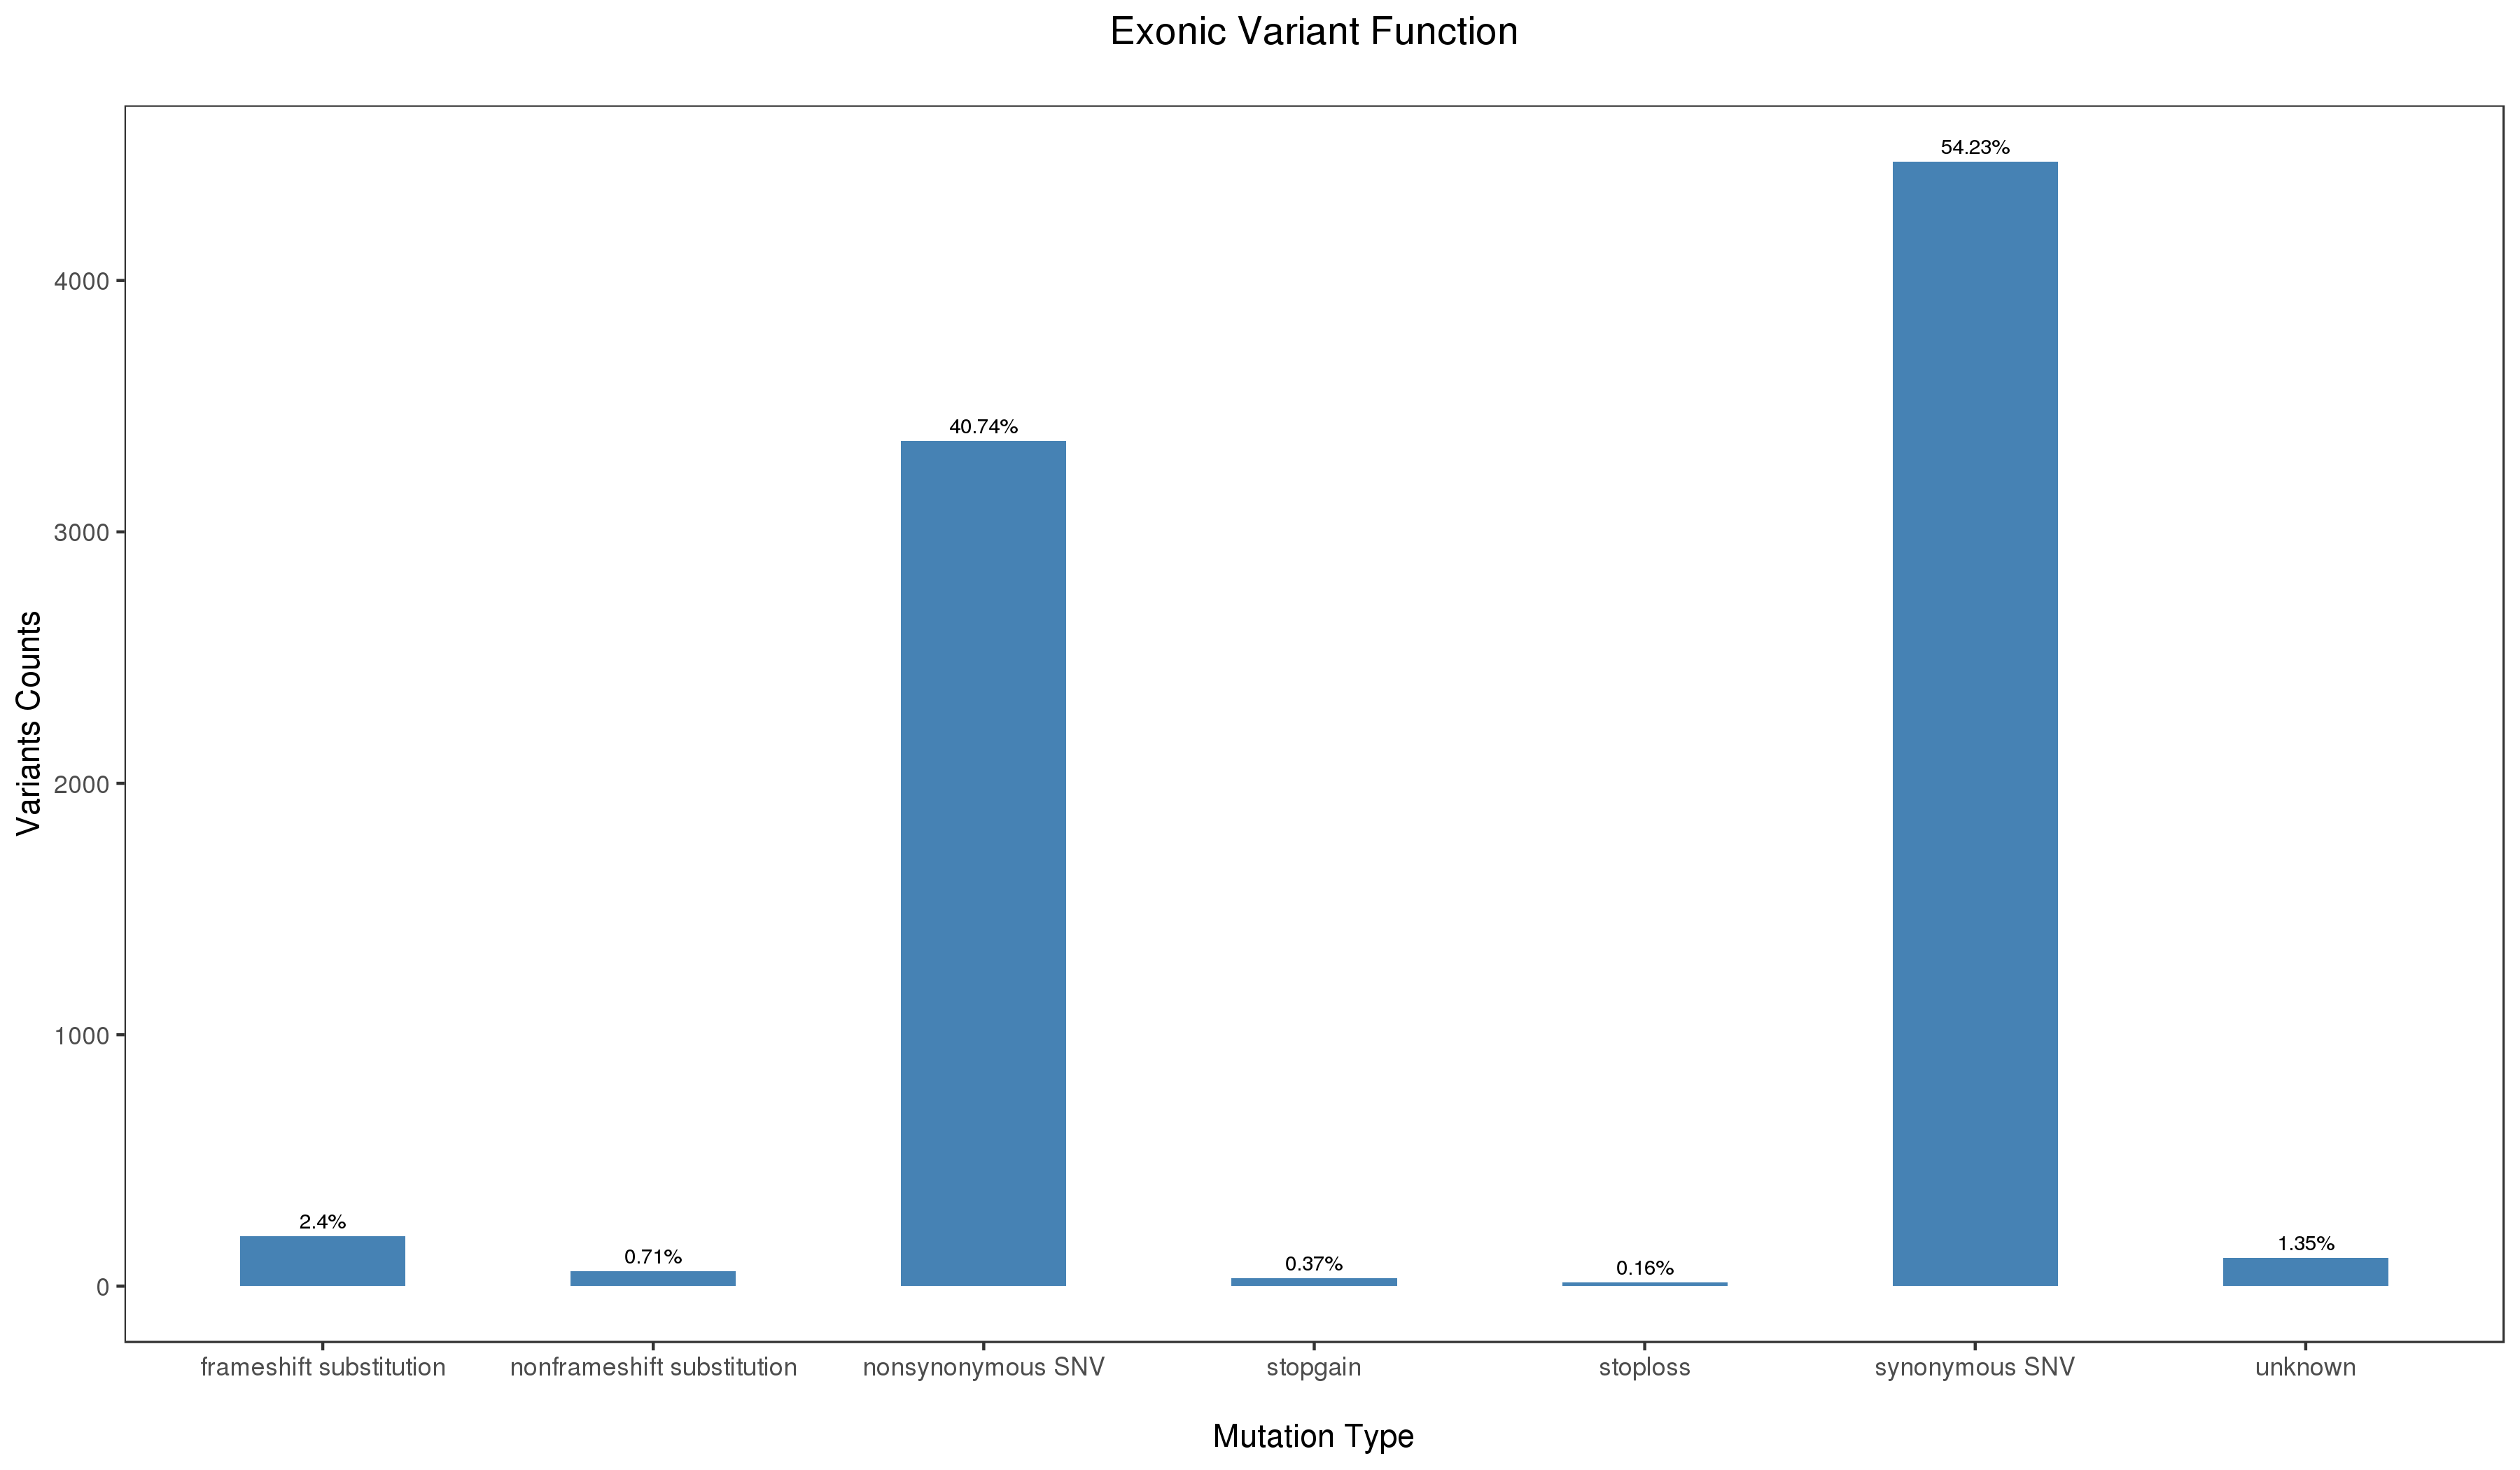 Exonic Variant Function
54.23%
4000
40.74%
3000
Variants Counts
2000
1000
2.4%
0.71%
0.37%
0.16%
1.35%
0
frameshift substitution
nonframeshift substitution
nonsynonymous SNV
stopgain
stoploss
synonymous SNV
unknown
Mutation Type